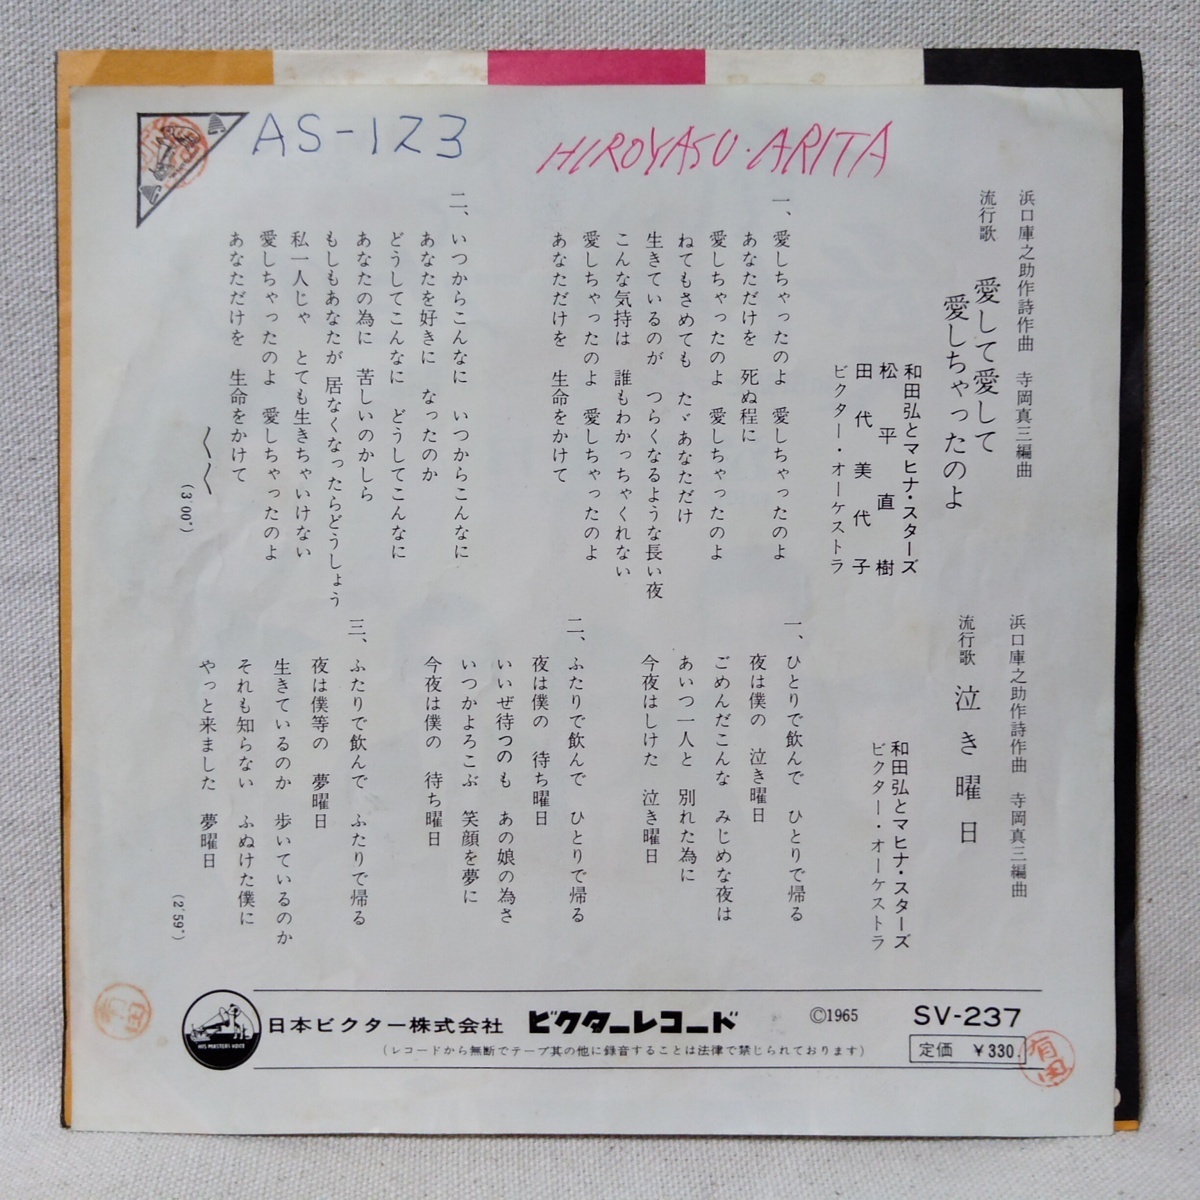 AS-123
HIROYASU・ARITA
浜口庫之助作詩作曲　寺岡真三編曲
流行歌　愛して愛して
愛しちゃったのよ
和田弘とマヒナ・スターズ
松平直樹
田代美代子
ビクター・オーケストラ
一、愛しちゃったのよ　愛しちゃったのよ
あなただけを　死ぬ程に
愛しちゃったのよ　愛しちゃったのよ
ねてもさめても　たゞあなただけ
生きているのが　つらくなるような長い夜
こんな気持は　誰もわかっちゃくれない
愛しちゃったのよ　愛しちゃったのよ
あなただけを　生命をかけて
二、いつからこんなに　いつからこんなに
あなたを好きに　なったのか
どうしてこんなに　どうしてこんなに
あなたの為に　苦しいのかしら
もしもあなたが　居なくなったらどうしよう
私一人じゃ　とても生きちゃいけない
愛しちゃったのよ　愛しちゃったのよ
あなただけを　生命をかけて
(3′00″)
浜口庫之助作詩作曲　寺岡真三編曲
流行歌　泣き曜日
和田弘とマヒナ・スターズ
ビクター・オーケストラ
一、ひとりで飲んで　ひとりで帰る
夜は僕の　泣き曜日
ごめんだこんな　みじめな夜は
あいつ一人と　別れた為に
今夜はしけた　泣き曜日
二、ふたりで飲んで　ひとりで帰る
夜は僕の　待ち曜日
いいぜ待つのも　あの娘の為さ
いつかよろこぶ　笑顔を夢に
今夜は僕の　待ち曜日
三、ふたりで飲んで　ふたりで帰る
夜は僕等の　夢曜日
生きているのか　歩いているのか
それも知らない　ふぬけた僕に
やっと来ました　夢曜日
(2′59″)
HIS MASTER'S VOICE
日本ビクター株式会社　ビクターレコード　©1965　SV-237
(レコードから無断でテープ其の他に録音することは法律で禁じられております)　定価　￥330.
有田